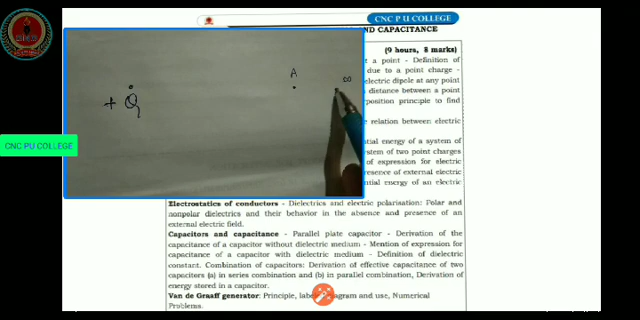 CNC P U COLLEGE
AND CAPACITANCE
(9 hours, 8 marks)
t a point - Definition of
due to a point charge -
electric dipole at any point
distance between a point
position principle to find
A
∞
+ Q
relation between electric
CNC PU COLLEGE
tial energy of a system of
stem of two point charges
of expression for electric
resence of external electric
ntial energy of an electric
Electrostatics of conductors - Dielectrics and electric polarisation: Polar and
nonpolar dielectrics and their behavior in the absence and presence of an
external electric field.
Capacitors and capacitance - Parallel plate capacitor - Derivation of
the capacitance of a capacitor without dielectric medium - Mention of expression for
capacitance of a capacitor with dielectric medium - Definition of dielectric
constant. Combination of capacitors: Derivation of effective capacitance of two
capacitors (a) in series combination and (b) in parallel combination, Derivation of
energy stored in a capacitor.
Van de Graaff generator: Principle, labe agram and use, Numerical
Problems.